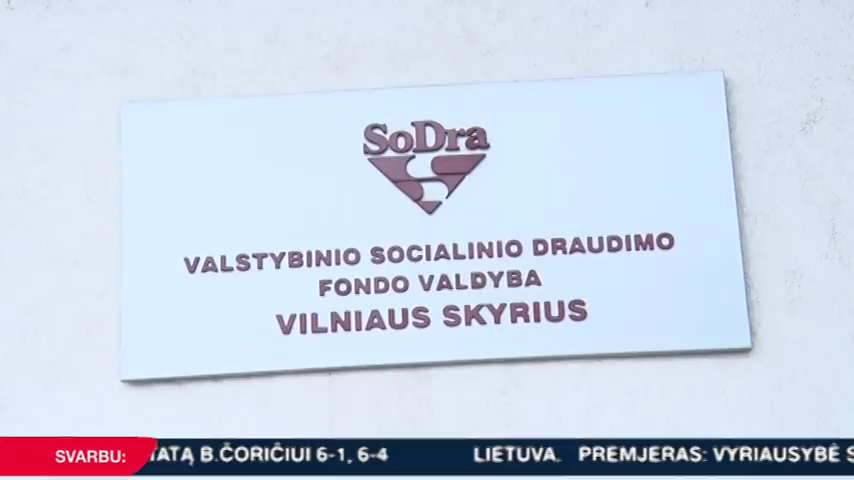 SoDra
VALSTYBINIO SOCIALINIO DRAUDIMO
FONDO VALDYBA
VILNIAUS SKYRIUS
SVARBU: B.ČORIČIUI 6-1, 6-4 LIETUVA. PREMJERAS: VYRIAUSYBĖ